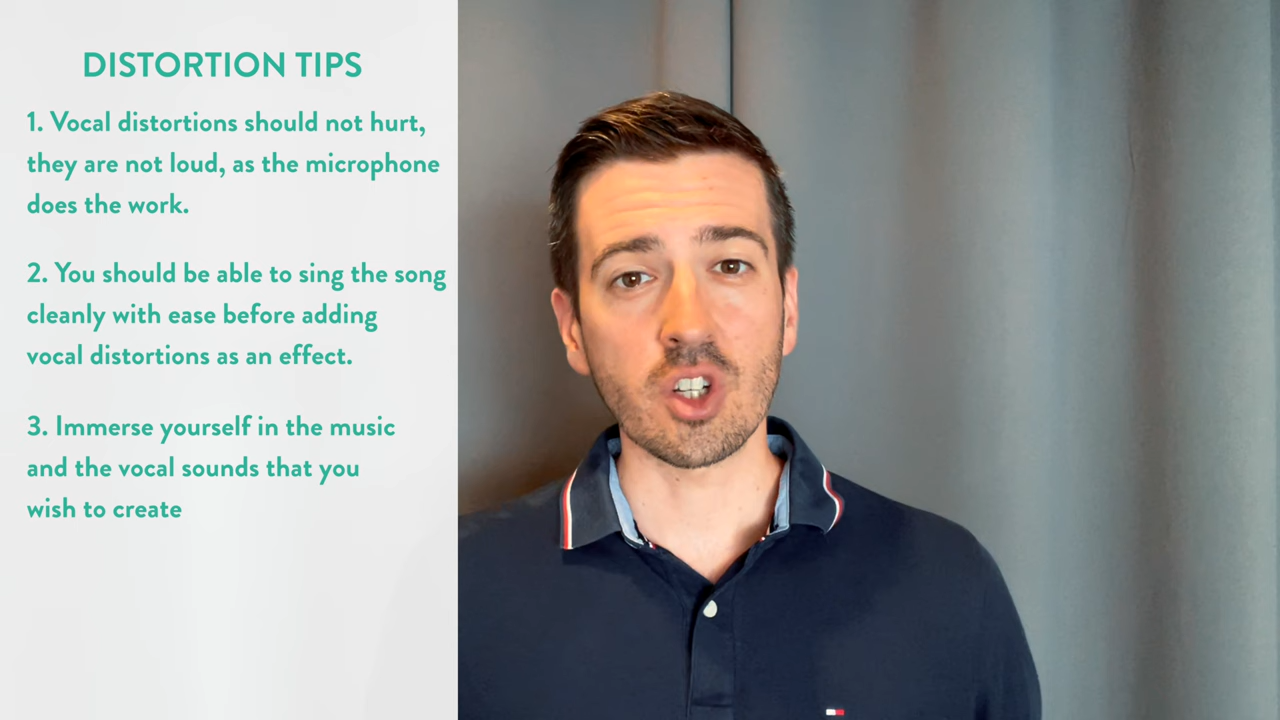 DISTORTION TIPS
1. Vocal distortions should not hurt,
they are not loud, as the microphone
does the work.
2. You should be able to sing the song
cleanly with ease before adding
vocal distortions as an effect.
3. Immerse yourself in the music
and the vocal sounds that you
wish to create